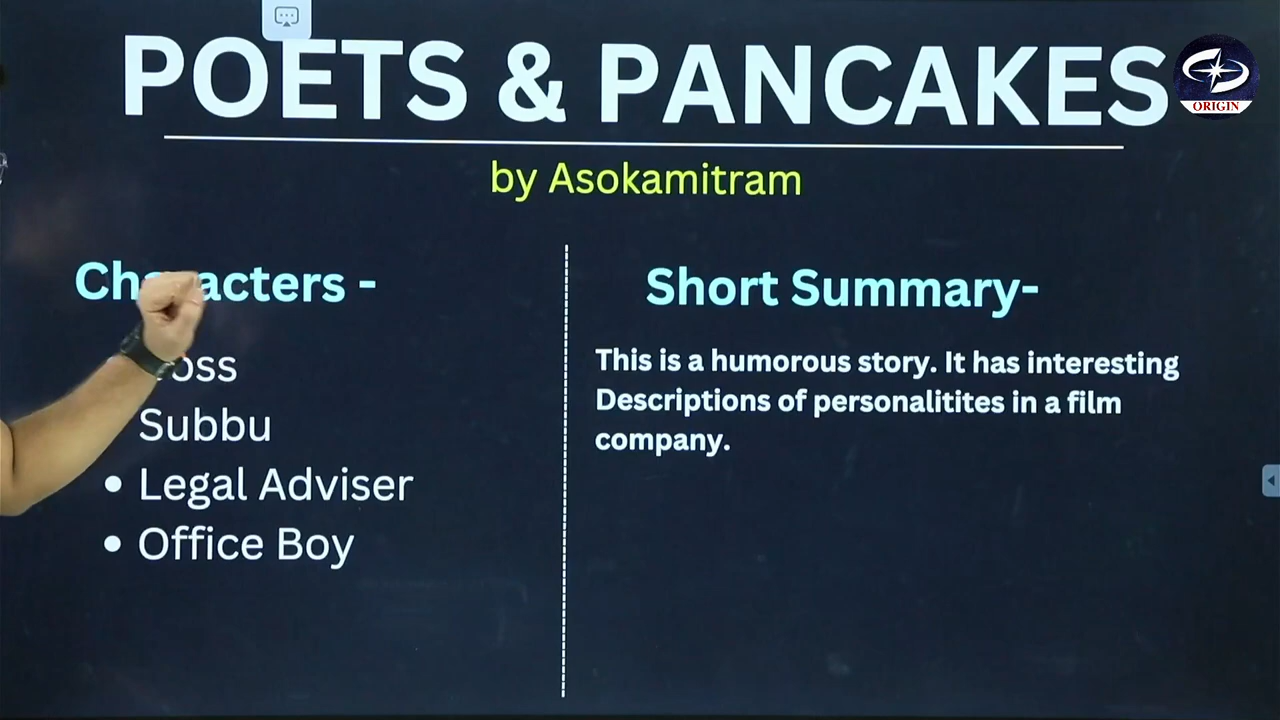 POETS & PANCAKES
ORIGIN
by Asokamitram
Characters -
Subbu
• Legal Adviser
• Office Boy
Short Summary-
This is a humorous story. It has interesting
Descriptions of personalitites in a film
company.